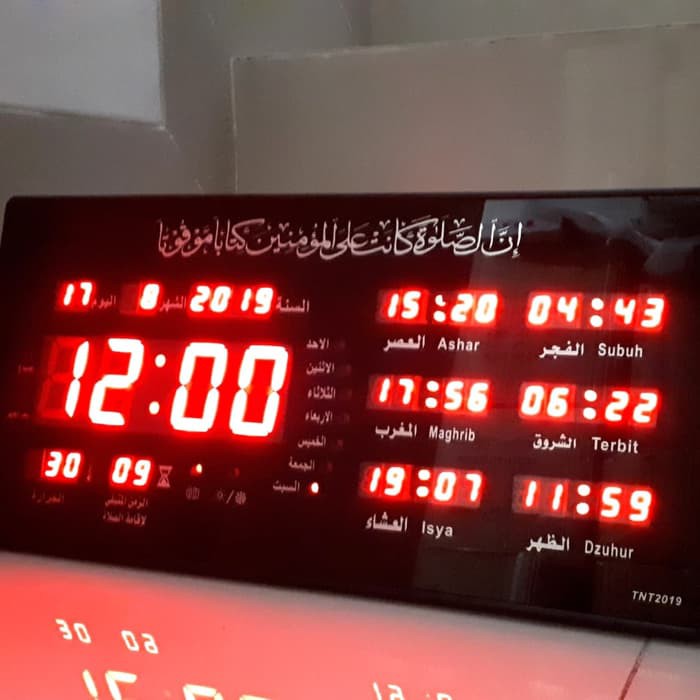 إن الصلوة كانت على المؤمنين كتابا موقوتا
17 اليوم 8 الشهر 2019 السنة
12:00
الاحد
الاثنين
الثلاثاء
الاربعاء
الخميس
الجمعة
السبت
30 09
الحرارة
الزمن المتبقي
لاقامة الصلاة
15:20 04:43
العصر Ashar الفجر Subuh
17:56 06:22
المغرب Maghrib الشروق Terbit
19:07 11:59
العشاء Isya الظهر Dzuhur
TNT2019